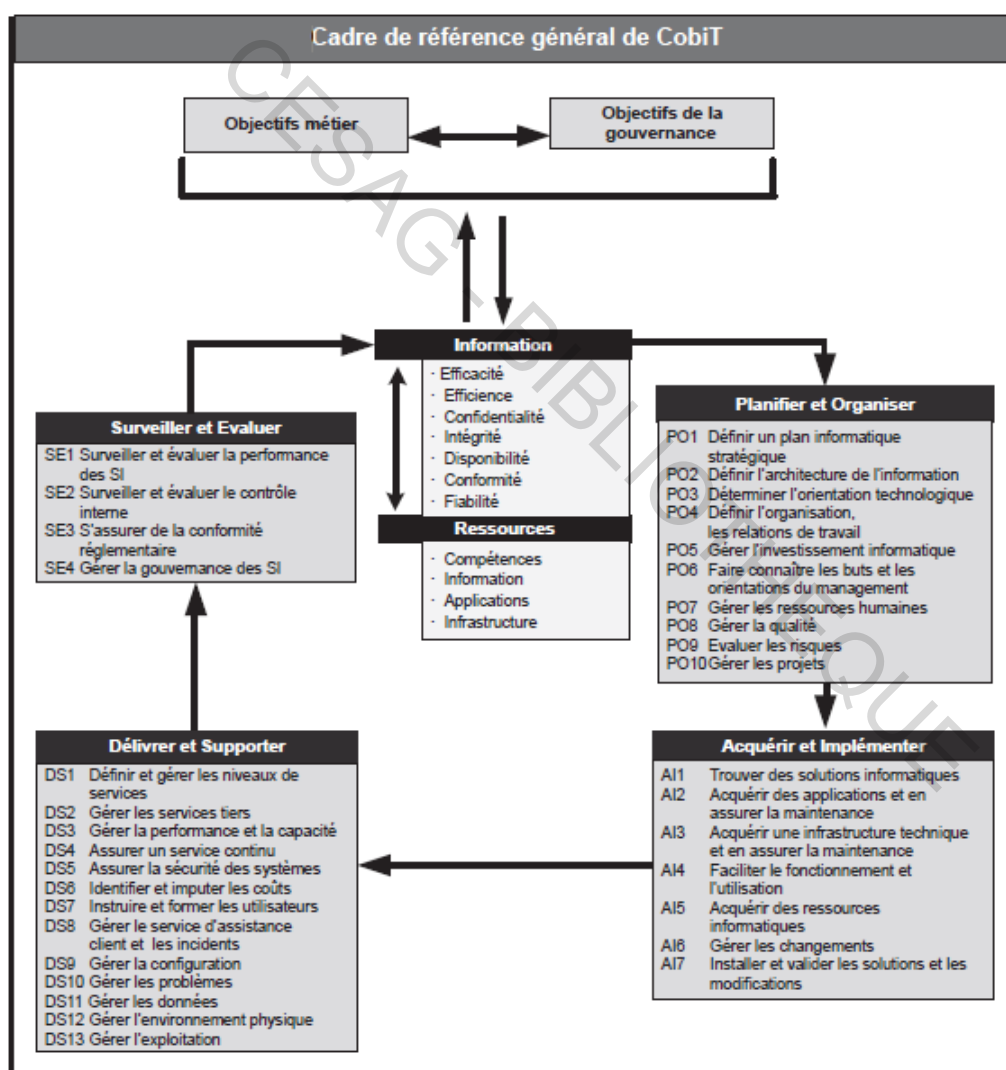 Cadre de référence général de CobiT
Objectifs métier
Objectifs de la
gouvernance
Information
· Efficacité
· Efficience
· Confidentialité
· Intégrité
· Disponibilité
· Conformité
· Fiabilité
Ressources
· Compétences
· Information
· Applications
· Infrastructure
Planifier et Organiser
PO1 Définir un plan informatique
stratégique
PO2 Définir l'architecture de l'information
PO3 Déterminer l'orientation technologique
PO4 Définir l'organisation,
les relations de travail
PO5 Gérer l'investissement informatique
PO6 Faire connaître les buts et les
orientations du management
PO7 Gérer les ressources humaines
PO8 Gérer la qualité
PO9 Evaluer les risques
PO10 Gérer les projets
Acquérir et Implémenter
AI1 Trouver des solutions informatiques
AI2 Acquérir des applications et en
assurer la maintenance
AI3 Acquérir une infrastructure technique
et en assurer la maintenance
AI4 Faciliter le fonctionnement et
l'utilisation
AI5 Acquérir des ressources
informatiques
AI6 Gérer les changements
AI7 Installer et valider les solutions et les
modifications
Délivrer et Supporter
DS1 Définir et gérer les niveaux de
services
DS2 Gérer les services tiers
DS3 Gérer la performance et la capacité
DS4 Assurer un service continu
DS5 Assurer la sécurité des systèmes
DS6 Identifier et imputer les coûts
DS7 Instruire et former les utilisateurs
DS8 Gérer le service d'assistance
client et les incidents
DS9 Gérer la configuration
DS10 Gérer les problèmes
DS11 Gérer les données
DS12 Gérer l'environnement physique
DS13 Gérer l'exploitation
Surveiller et Evaluer
SE1 Surveiller et évaluer la performance
des SI
SE2 Surveiller et évaluer le contrôle
interne
SE3 S'assurer de la conformité
réglementaire
SE4 Gérer la gouvernance des SI
CESAG - BIBLIOTHEQUE